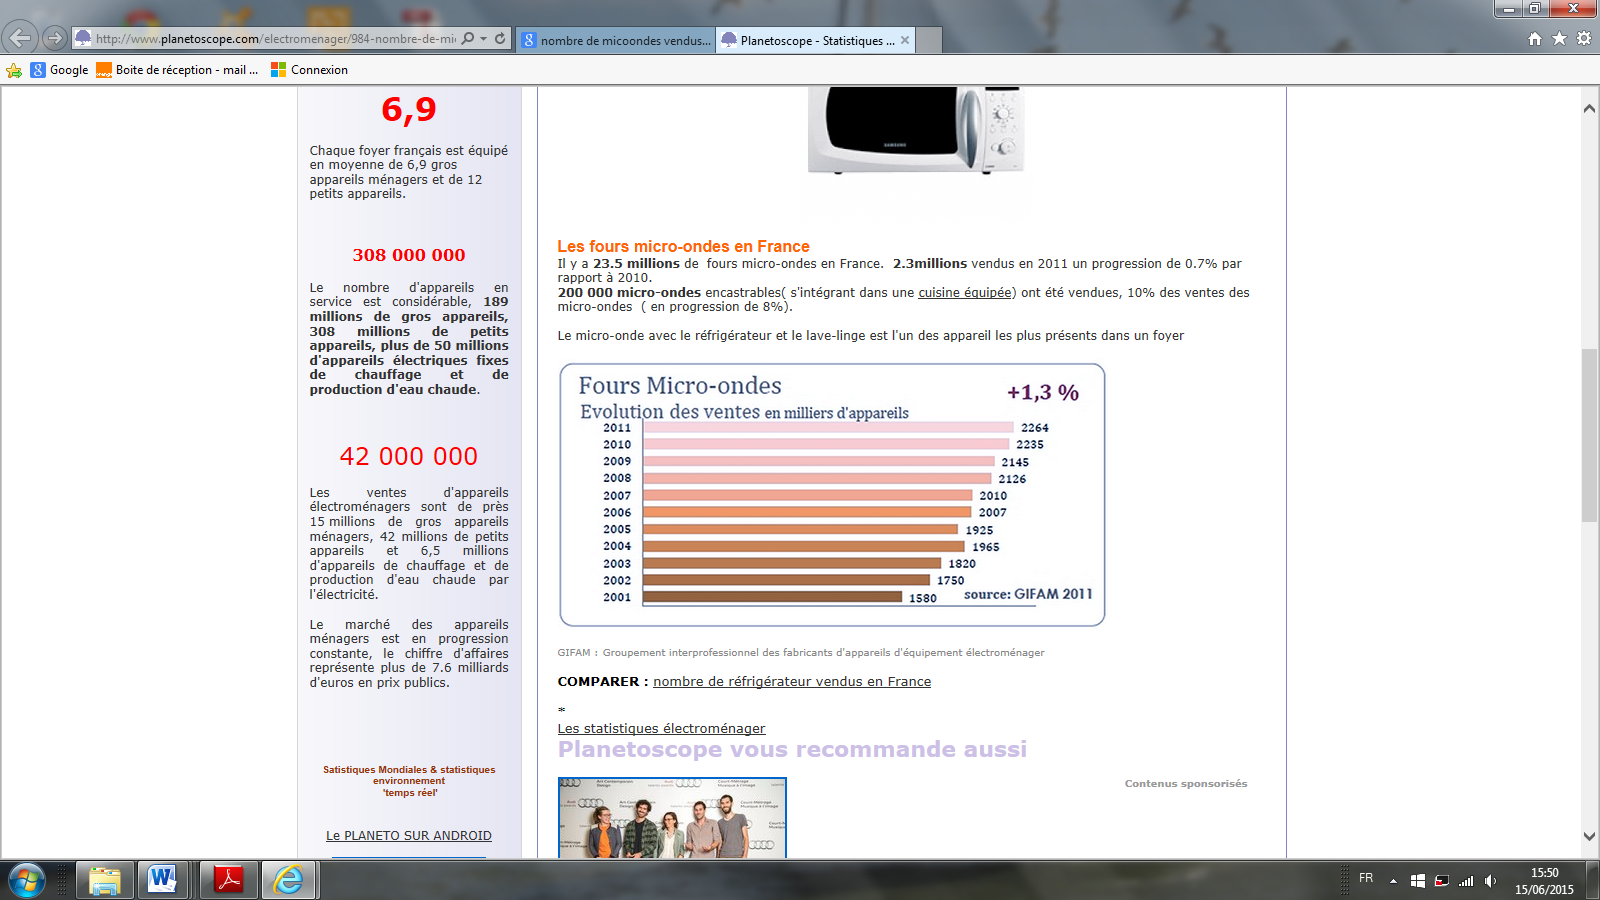 http://www.planetoscope.com/electromenager/984-nombre-de-mi
nombre de micoondes vendus...
Planetoscope - Statistiques ...
Google
Boite de réception - mail ...
Connexion
6,9
Chaque foyer français est équipé
en moyenne de 6,9 gros
appareils ménagers et de 12
petits appareils.
308 000 000
Le nombre d'appareils en
service est considérable, 189
millions de gros appareils,
308 millions de petits
appareils, plus de 50 millions
d'appareils électriques fixes
de chauffage et de
production d'eau chaude.
42 000 000
Les ventes d'appareils
électroménagers sont de près
15 millions de gros appareils
ménagers, 42 millions de petits
appareils et 6,5 millions
d'appareils de chauffage et de
production d'eau chaude par
l'électricité.
Le marché des appareils
ménagers est en progression
constante, le chiffre d'affaires
représente plus de 7.6 milliards
d'euros en prix publics.
Satistiques Mondiales & statistiques
environnement
'temps réel'
Le PLANETO SUR ANDROID
SAMSUNG
Les fours micro-ondes en France
Il y a 23.5 millions de fours micro-ondes en France. 2.3millions vendus en 2011 un progression de 0.7% par
rapport à 2010.
200 000 micro-ondes encastrables( s'intégrant dans une cuisine équipée) ont été vendues, 10% des ventes des
micro-ondes ( en progression de 8%).
Le micro-onde avec le réfrigérateur et le lave-linge est l'un des appareil les plus présents dans un foyer
Fours Micro-ondes
+1,3 %
Evolution des ventes en milliers d'appareils
2011 2264
2010 2235
2009 2145
2008 2126
2007 2010
2006 2007
2005 1925
2004 1965
2003 1820
2002 1750
2001 1580
source: GIFAM 2011
GIFAM : Groupement interprofessionnel des fabricants d'appareils d'équipement électroménager
COMPARER : nombre de réfrigérateur vendus en France
*
Les statistiques électroménager
Planetoscope vous recommande aussi
Contenus sponsorisés
FR
15:50
15/06/2015